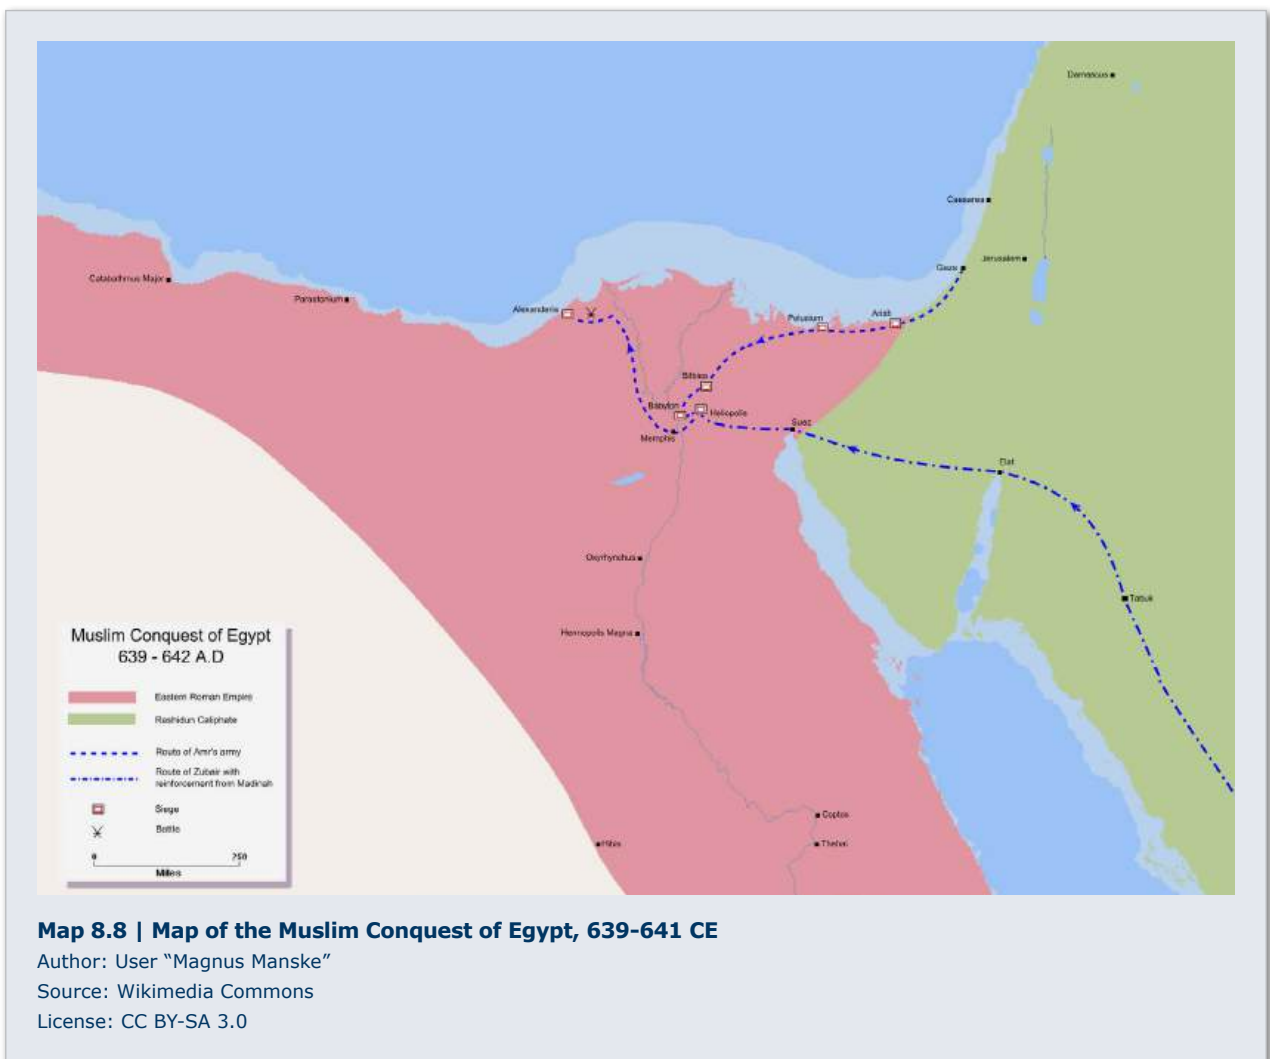 Damascus
Caesarea
Jerusalem
Gaza
Catabathmus Major
Paraetonium
Alexandria
Pelusium
Arish
Bilbais
Babylon
Heliopolis
Memphis
Suez
Elat
Oxyrhynchus
Tabuk
Hermopolis Magna
Coptos
Thebes
Hibis
Muslim Conquest of Egypt
639 - 642 A.D
Eastern Roman Empire
Rashidun Caliphate
Route of Amr's army
Route of Zubair with
reinforcement from Madinah
Siege
Battle
0 250
Milles
Map 8.8 | Map of the Muslim Conquest of Egypt, 639-641 CE
Author: User “Magnus Manske”
Source: Wikimedia Commons
License: CC BY-SA 3.0